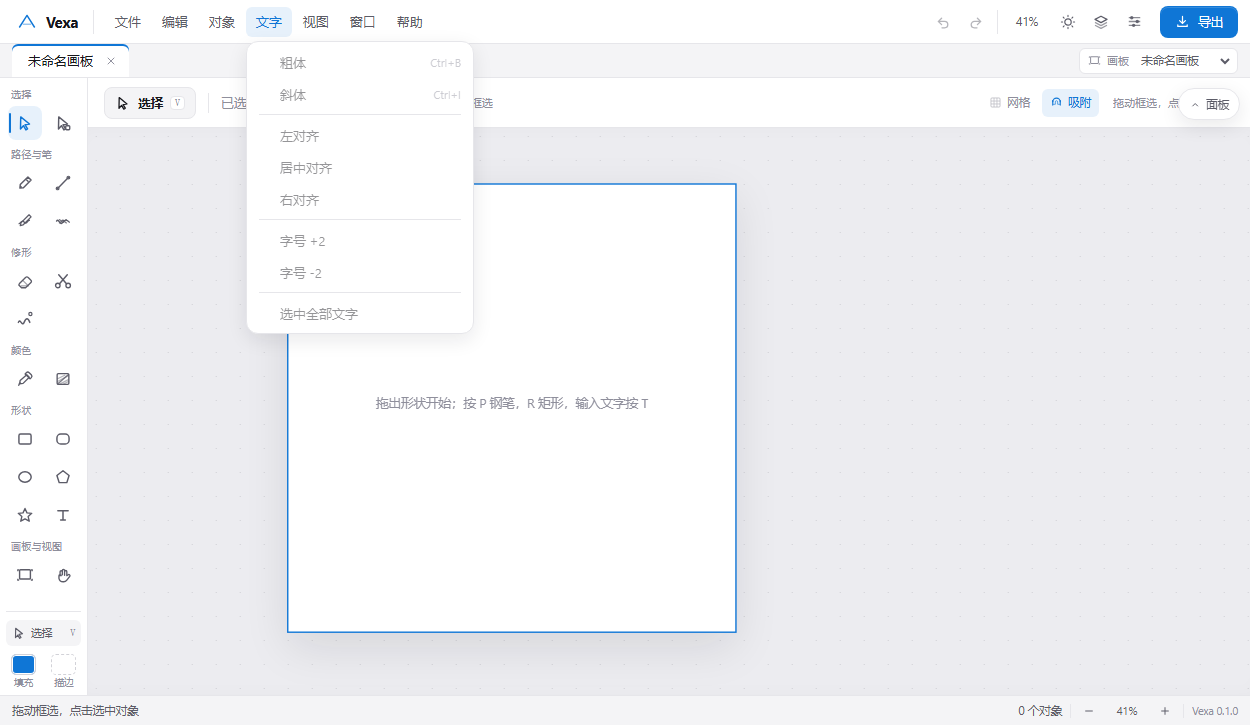 Vexa 文件 编辑 对象 文字 视图 窗口 帮助 41% 导出
未命名画板 × 画板 未命名画板
选择
选择 V 已选 框选 网格 吸附 拖动框选，点 面板
粗体 Ctrl+B
斜体 Ctrl+I
左对齐
居中对齐
右对齐
字号 +2
字号 -2
选中全部文字
路径与笔
修形
颜色
形状
画板与视图
拖出形状开始；按 P 钢笔，R 矩形，输入文字按 T
选择 V
填充 描边
拖动框选，点击选中对象 0 个对象 − 41% + Vexa 0.1.0